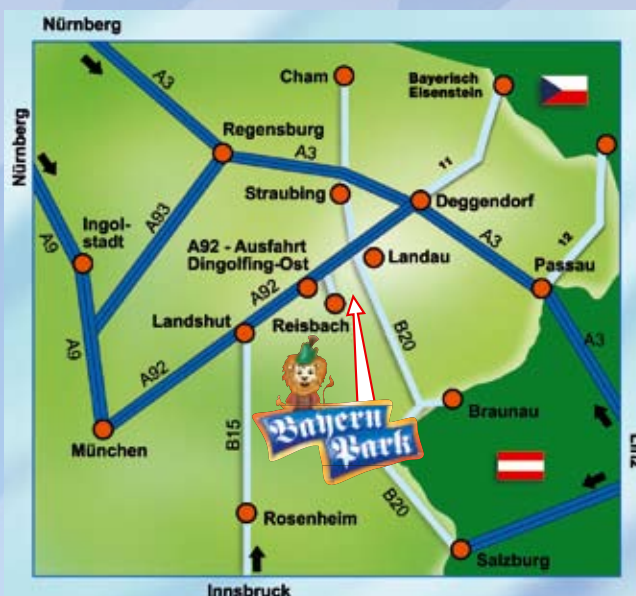 Nürnberg
Nürnberg
A3
Cham
Bayerisch
Eisenstein
Regensburg
A3
11
Straubing
Deggendorf
A93
A9
Ingol-
stadt
A92 - Ausfahrt
Dingolfing-Ost
Landau
A3
12
Passau
A92
Landshut
Reisbach
B20
A3
A9
A92
Bayern
Park
Braunau
München
B15
Linz
B20
Rosenheim
Salzburg
Innsbruck